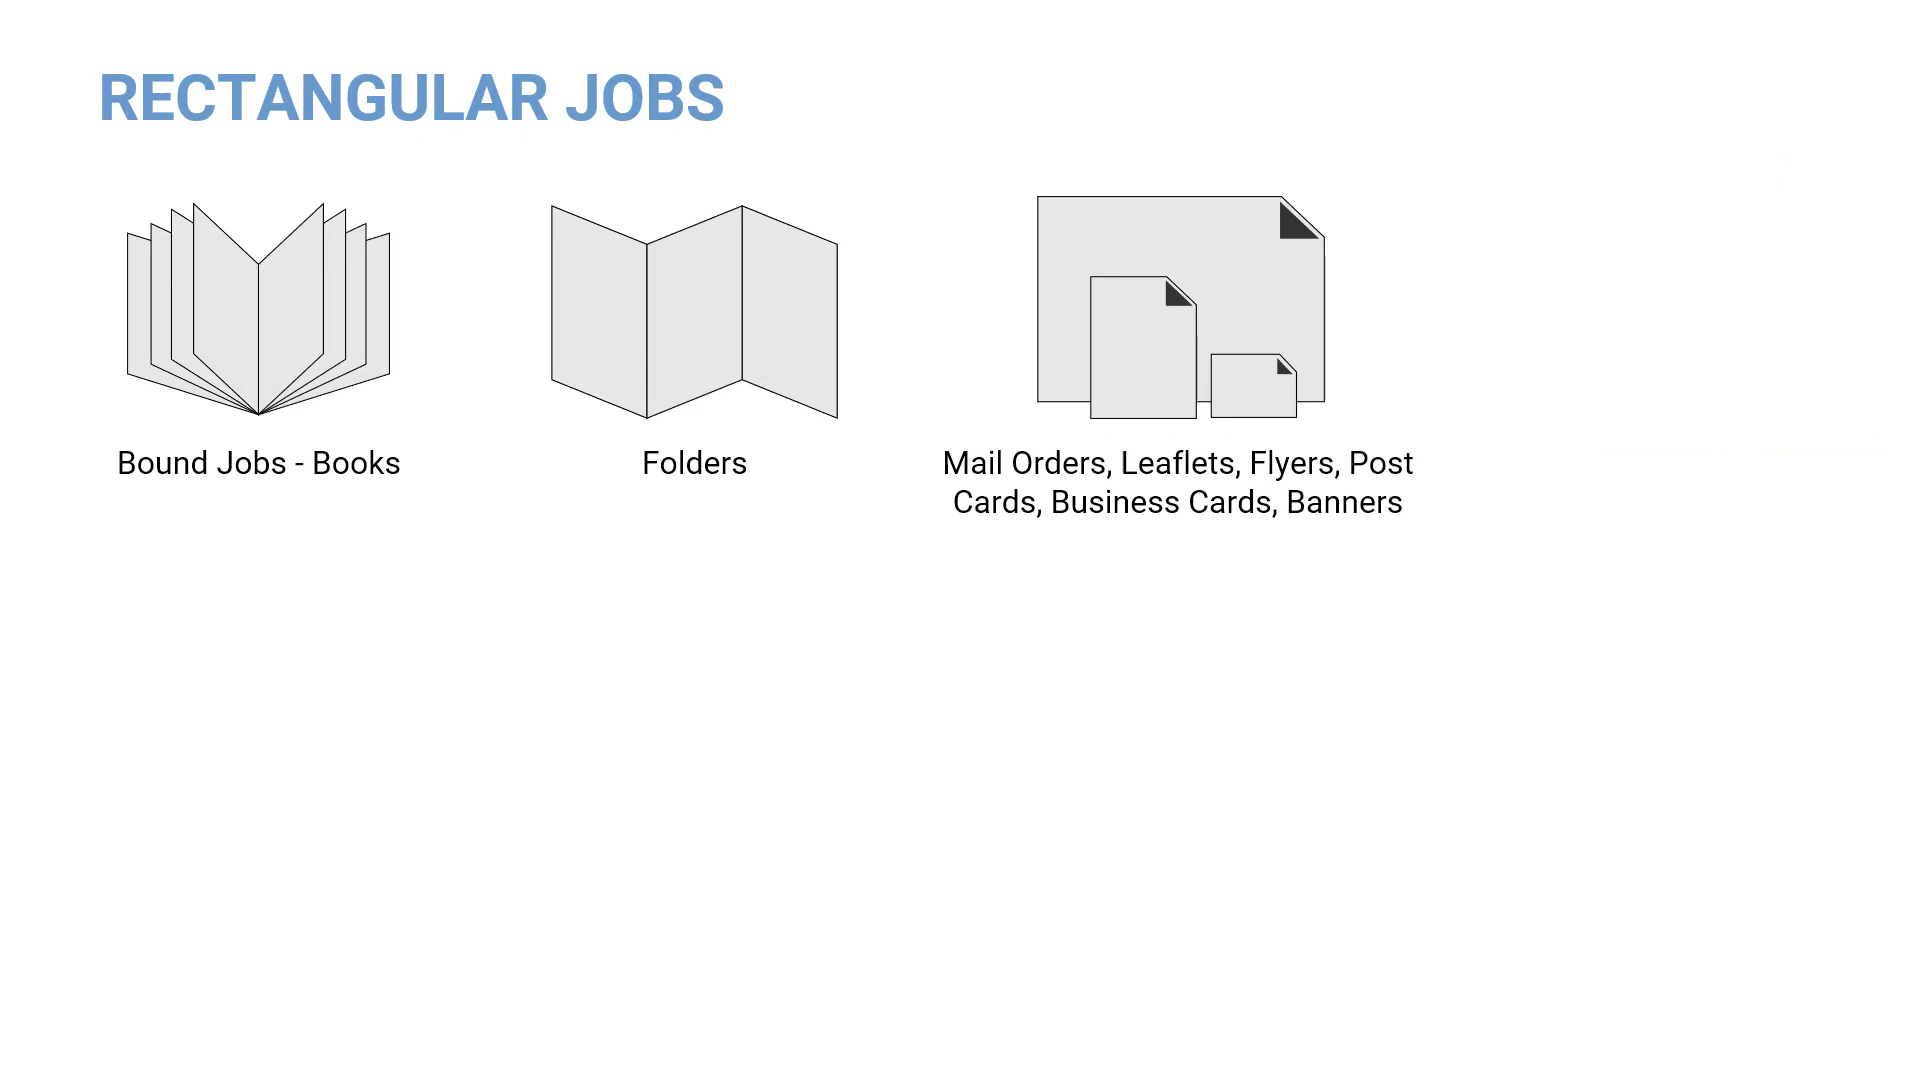 RECTANGULAR JOBS
Bound Jobs - Books
Folders
Mail Orders, Leaflets, Flyers, Post
Cards, Business Cards, Banners